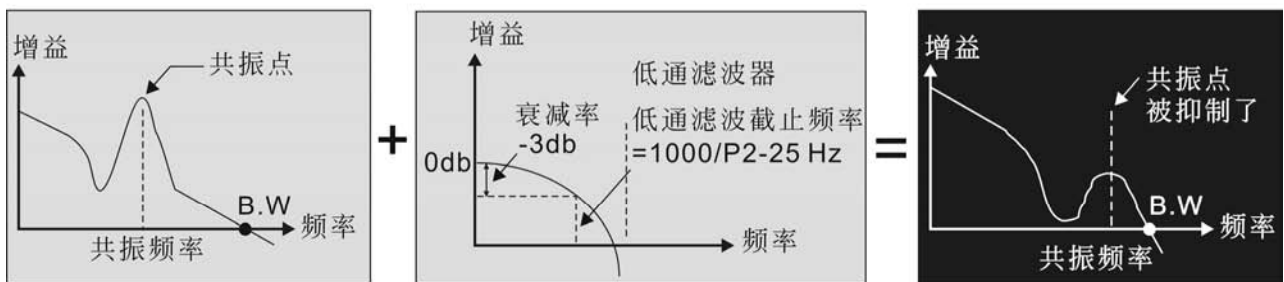 增益
共振点
B.W
频率
共振频率
+
增益
低通滤波器
衰减率
-3db
低通滤波截止频率
=1000/P2-25 Hz
0db
频率
=
增益
共振点
被抑制了
B.W
频率
共振频率